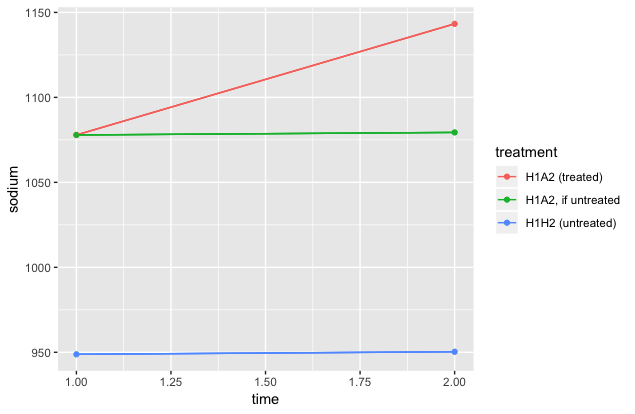 1150
1100
1050
1000
950
sodium
1.00 1.25 1.50 1.75 2.00
time
treatment
H1A2 (treated)
H1A2, if untreated
H1H2 (untreated)